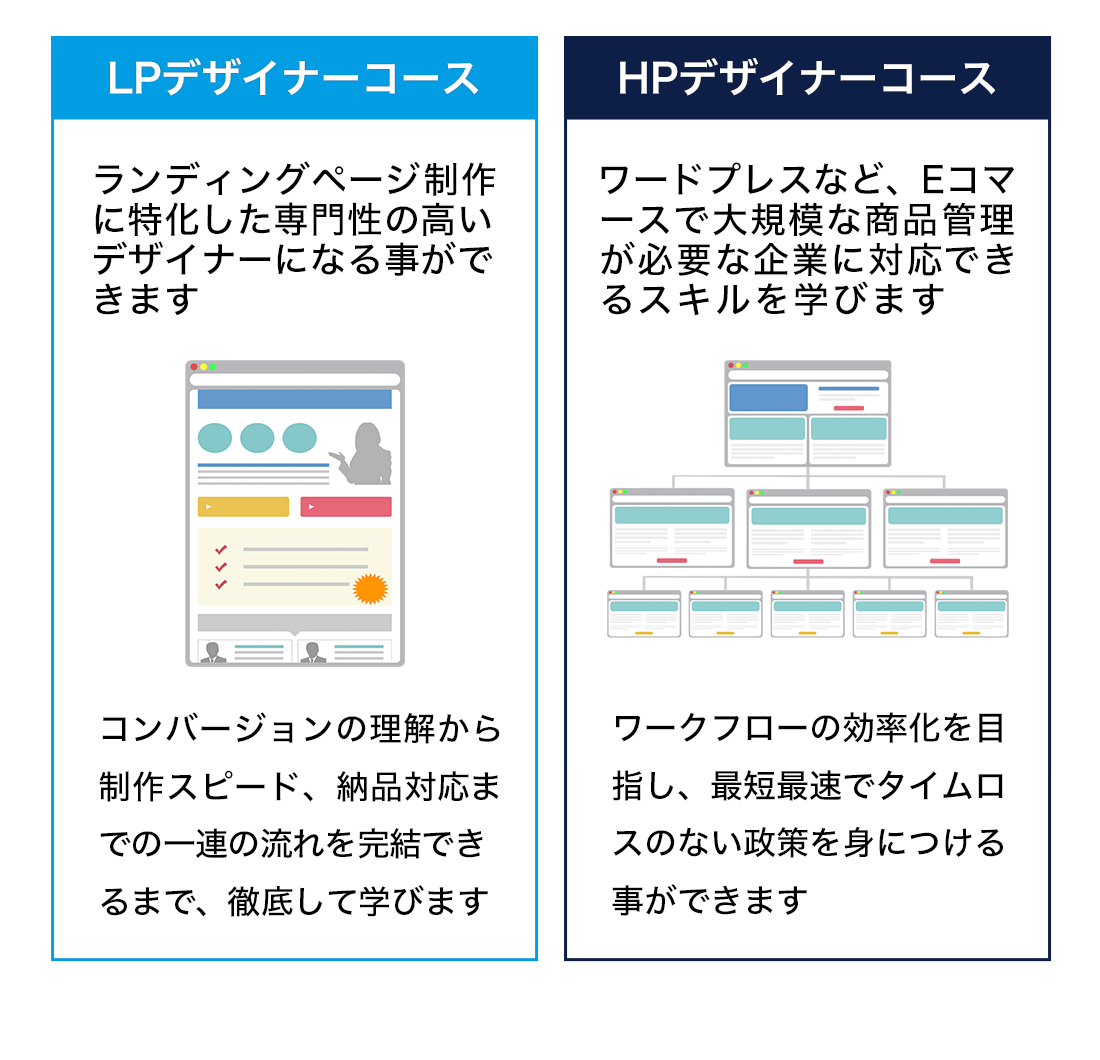 LPデザイナーコース
ランディングページ制作
に特化した専門性の高い
デザイナーになる事がで
きます
コンバージョンの理解から
制作スピード、納品対応ま
での一連の流れを完結でき
るまで、徹底して学びます
HPデザイナーコース
ワードプレスなど、Eコマ
ースで大規模な商品管理
が必要な企業に対応でき
るスキルを学びます
ワークフローの効率化を目
指し、最短最速でタイムロ
スのない政策を身につける
事ができます